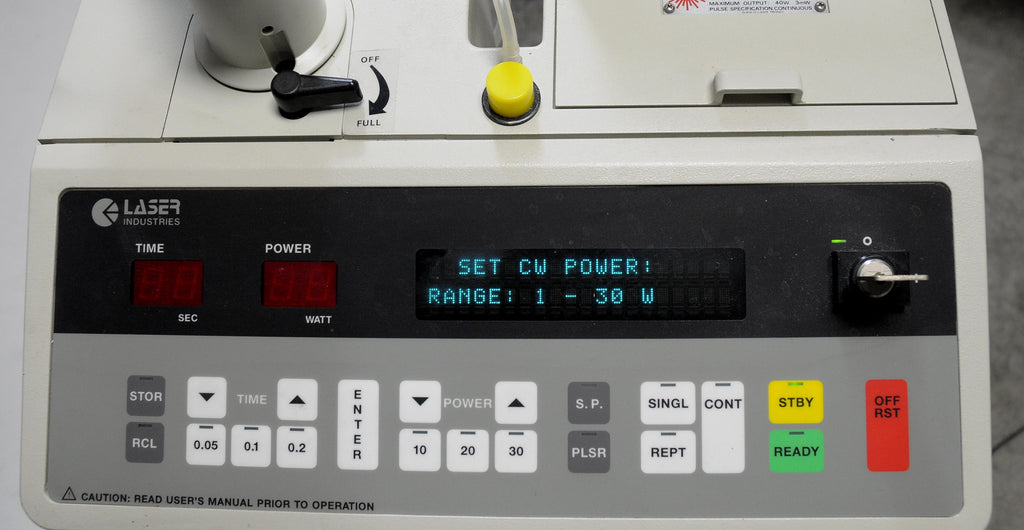 MAXIMUM OUTPUT: 40W 3mW
PULSE SPECIFICATION: CONTINUOUS
OFF
FULL
LASER
INDUSTRIES
TIME
POWER
SEC
WATT
SET CW POWER:
RANGE: 1 - 30 W
O
STOR
TIME
ENTER
POWER
S.P.
SINGL
CONT
STBY
OFF
RST
RCL
0.05
0.1
0.2
10
20
30
PLSR
REPT
READY
CAUTION: READ USER'S MANUAL PRIOR TO OPERATION